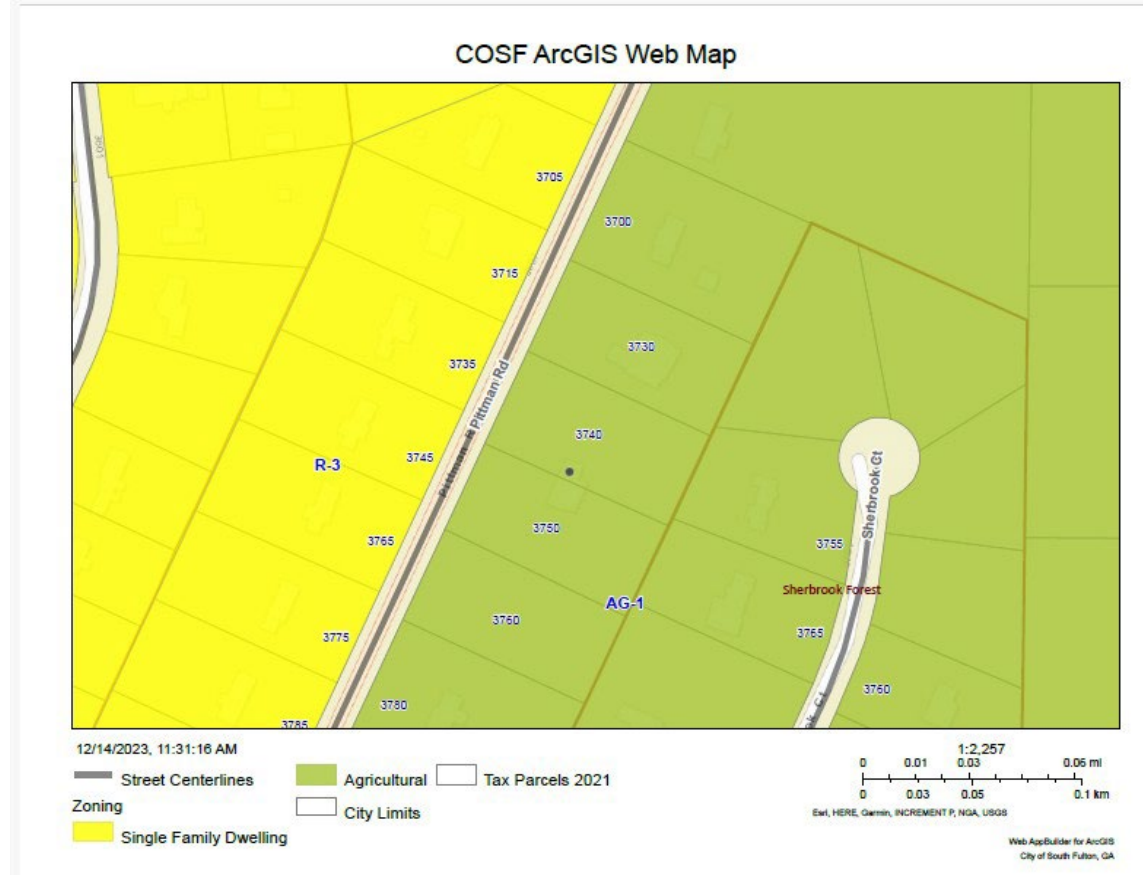 COSF ArcGIS Web Map
3601
3705
3700
3715
3730
3735
Pittman Rd
3740
3745
R-3
3750
3765
Sherbrook Ct
3755
Sherbrook Forest
AG-1
3760
3775
3765
3760
3780
3785
12/14/2023, 11:31:16 AM
Street Centerlines
Zoning
Single Family Dwelling
Agricultural
City Limits
Tax Parcels 2021
1:2,257
0 0.01 0.03 0.06 mi
0 0.03 0.05 0.1 km
Esri, HERE, Garmin, INCREMENT P, NGA, USGS
Web AppBuilder for ArcGIS
City of South Fulton, GA